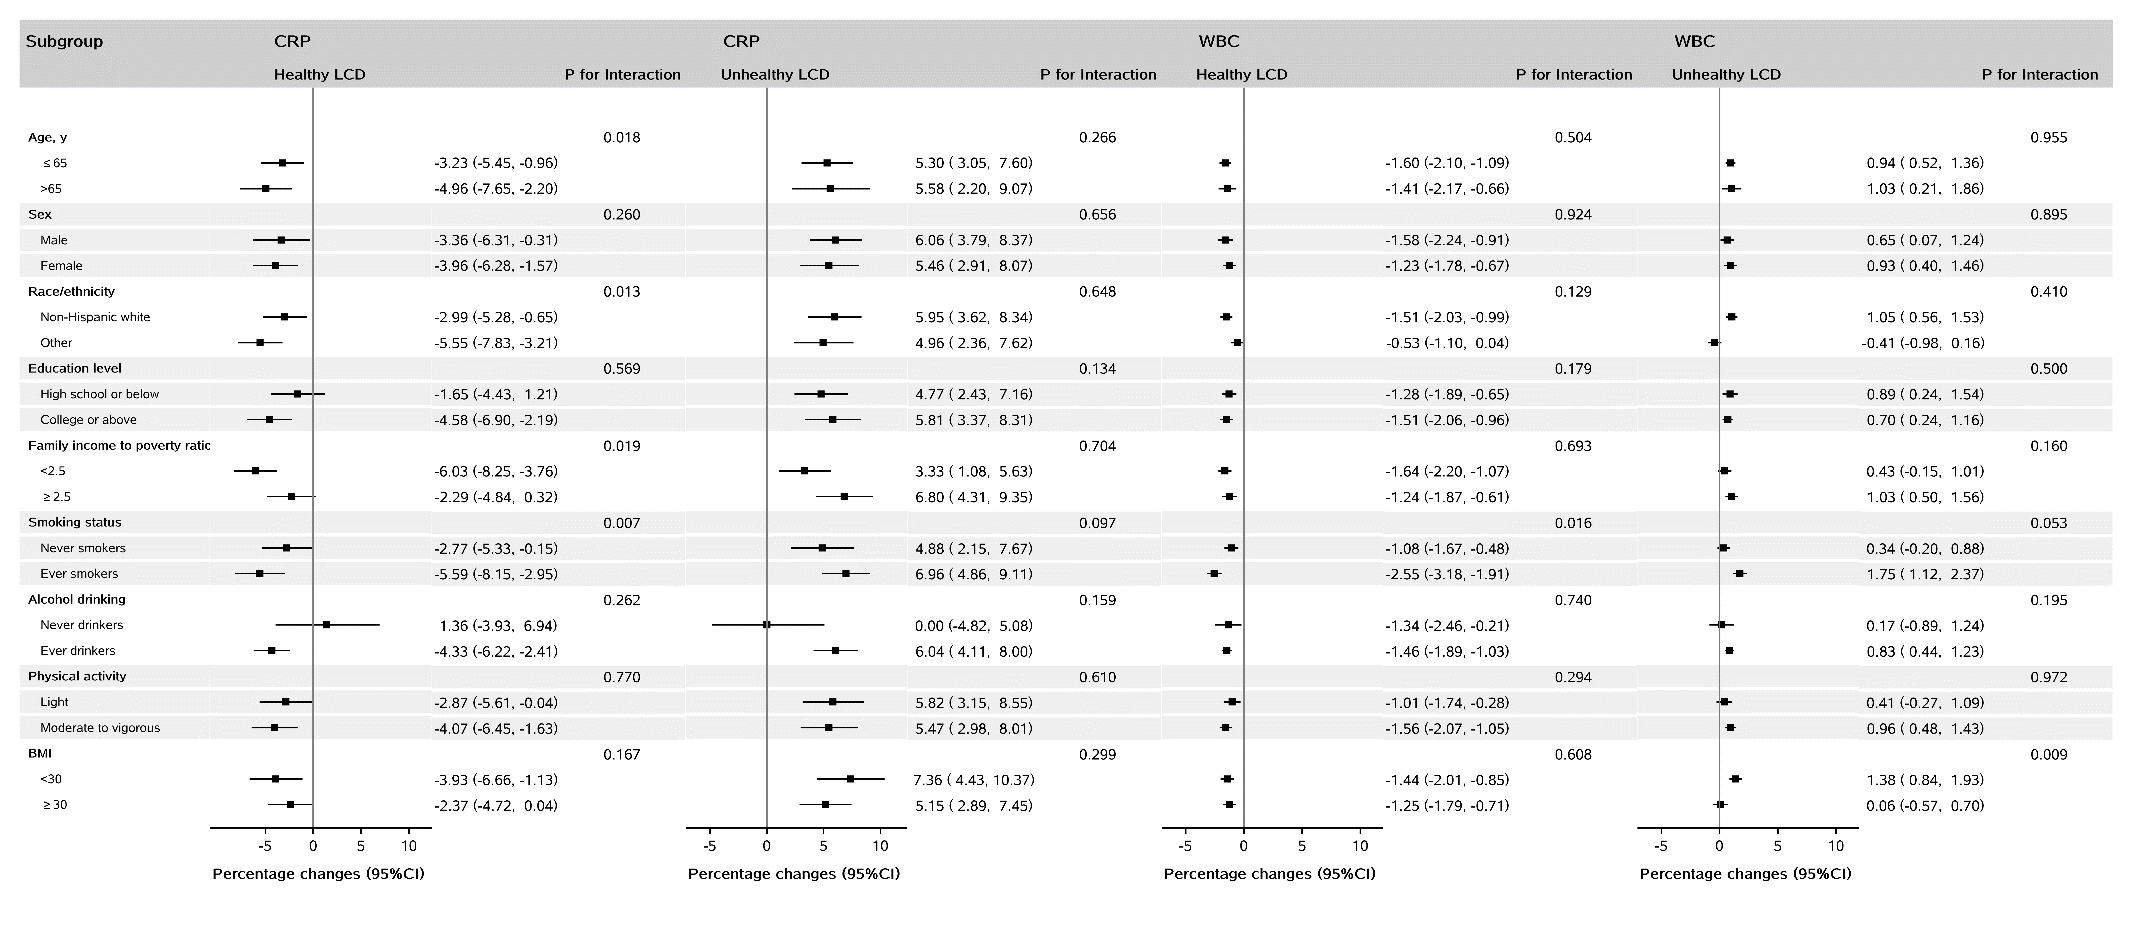 Subgroup CRP CRP WBC WBC
Healthy LCD P for Interaction Unhealthy LCD P for Interaction Healthy LCD P for Interaction Unhealthy LCD P for Interaction
Age, y 0.018 0.266 0.504 0.955
≤ 65 -3.23 (-5.45, -0.96) 5.30 ( 3.05, 7.60) -1.60 (-2.10, -1.09) 0.94 ( 0.52, 1.36)
>65 -4.96 (-7.65, -2.20) 5.58 ( 2.20, 9.07) -1.41 (-2.17, -0.66) 1.03 ( 0.21, 1.86)
Sex 0.260 0.656 0.924 0.895
Male -3.36 (-6.31, -0.31) 6.06 ( 3.79, 8.37) -1.58 (-2.24, -0.91) 0.65 ( 0.07, 1.24)
Female -3.96 (-6.28, -1.57) 5.46 ( 2.91, 8.07) -1.23 (-1.78, -0.67) 0.93 ( 0.40, 1.46)
Race/ethnicity 0.013 0.648 0.129 0.410
Non-Hispanic white -2.99 (-5.28, -0.65) 5.95 ( 3.62, 8.34) -1.51 (-2.03, -0.99) 1.05 ( 0.56, 1.53)
Other -5.55 (-7.83, -3.21) 4.96 ( 2.36, 7.62) -0.53 (-1.10, 0.04) -0.41 (-0.98, 0.16)
Education level 0.569 0.134 0.179 0.500
High school or below -1.65 (-4.43, 1.21) 4.77 ( 2.43, 7.16) -1.28 (-1.89, -0.65) 0.89 ( 0.24, 1.54)
College or above -4.58 (-6.90, -2.19) 5.81 ( 3.37, 8.31) -1.51 (-2.06, -0.96) 0.70 ( 0.24, 1.16)
Family income to poverty ratio 0.019 0.704 0.693 0.160
<2.5 -6.03 (-8.25, -3.76) 3.33 ( 1.08, 5.63) -1.64 (-2.20, -1.07) 0.43 (-0.15, 1.01)
≥ 2.5 -2.29 (-4.84, 0.32) 6.80 ( 4.31, 9.35) -1.24 (-1.87, -0.61) 1.03 ( 0.50, 1.56)
Smoking status 0.007 0.097 0.016 0.053
Never smokers -2.77 (-5.33, -0.15) 4.88 ( 2.15, 7.67) -1.08 (-1.67, -0.48) 0.34 (-0.20, 0.88)
Ever smokers -5.59 (-8.15, -2.95) 6.96 ( 4.86, 9.11) -2.55 (-3.18, -1.91) 1.75 ( 1.12, 2.37)
Alcohol drinking 0.262 0.159 0.740 0.195
Never drinkers 1.36 (-3.93, 6.94) 0.00 (-4.82, 5.08) -1.34 (-2.46, -0.21) 0.17 (-0.89, 1.24)
Ever drinkers -4.33 (-6.22, -2.41) 6.04 ( 4.11, 8.00) -1.46 (-1.89, -1.03) 0.83 ( 0.44, 1.23)
Physical activity 0.770 0.610 0.294 0.972
Light -2.87 (-5.61, -0.04) 5.82 ( 3.15, 8.55) -1.01 (-1.74, -0.28) 0.41 (-0.27, 1.09)
Moderate to vigorous -4.07 (-6.45, -1.63) 5.47 ( 2.98, 8.01) -1.56 (-2.07, -1.05) 0.96 ( 0.48, 1.43)
BMI 0.167 0.299 0.608 0.009
<30 -3.93 (-6.66, -1.13) 7.36 ( 4.43, 10.37) -1.44 (-2.01, -0.85) 1.38 ( 0.84, 1.93)
≥ 30 -2.37 (-4.72, 0.04) 5.15 ( 2.89, 7.45) -1.25 (-1.79, -0.71) 0.06 (-0.57, 0.70)
-5 0 5 10 -5 0 5 10 -5 0 5 10 -5 0 5 10
Percentage changes (95%CI) Percentage changes (95%CI) Percentage changes (95%CI) Percentage changes (95%CI)